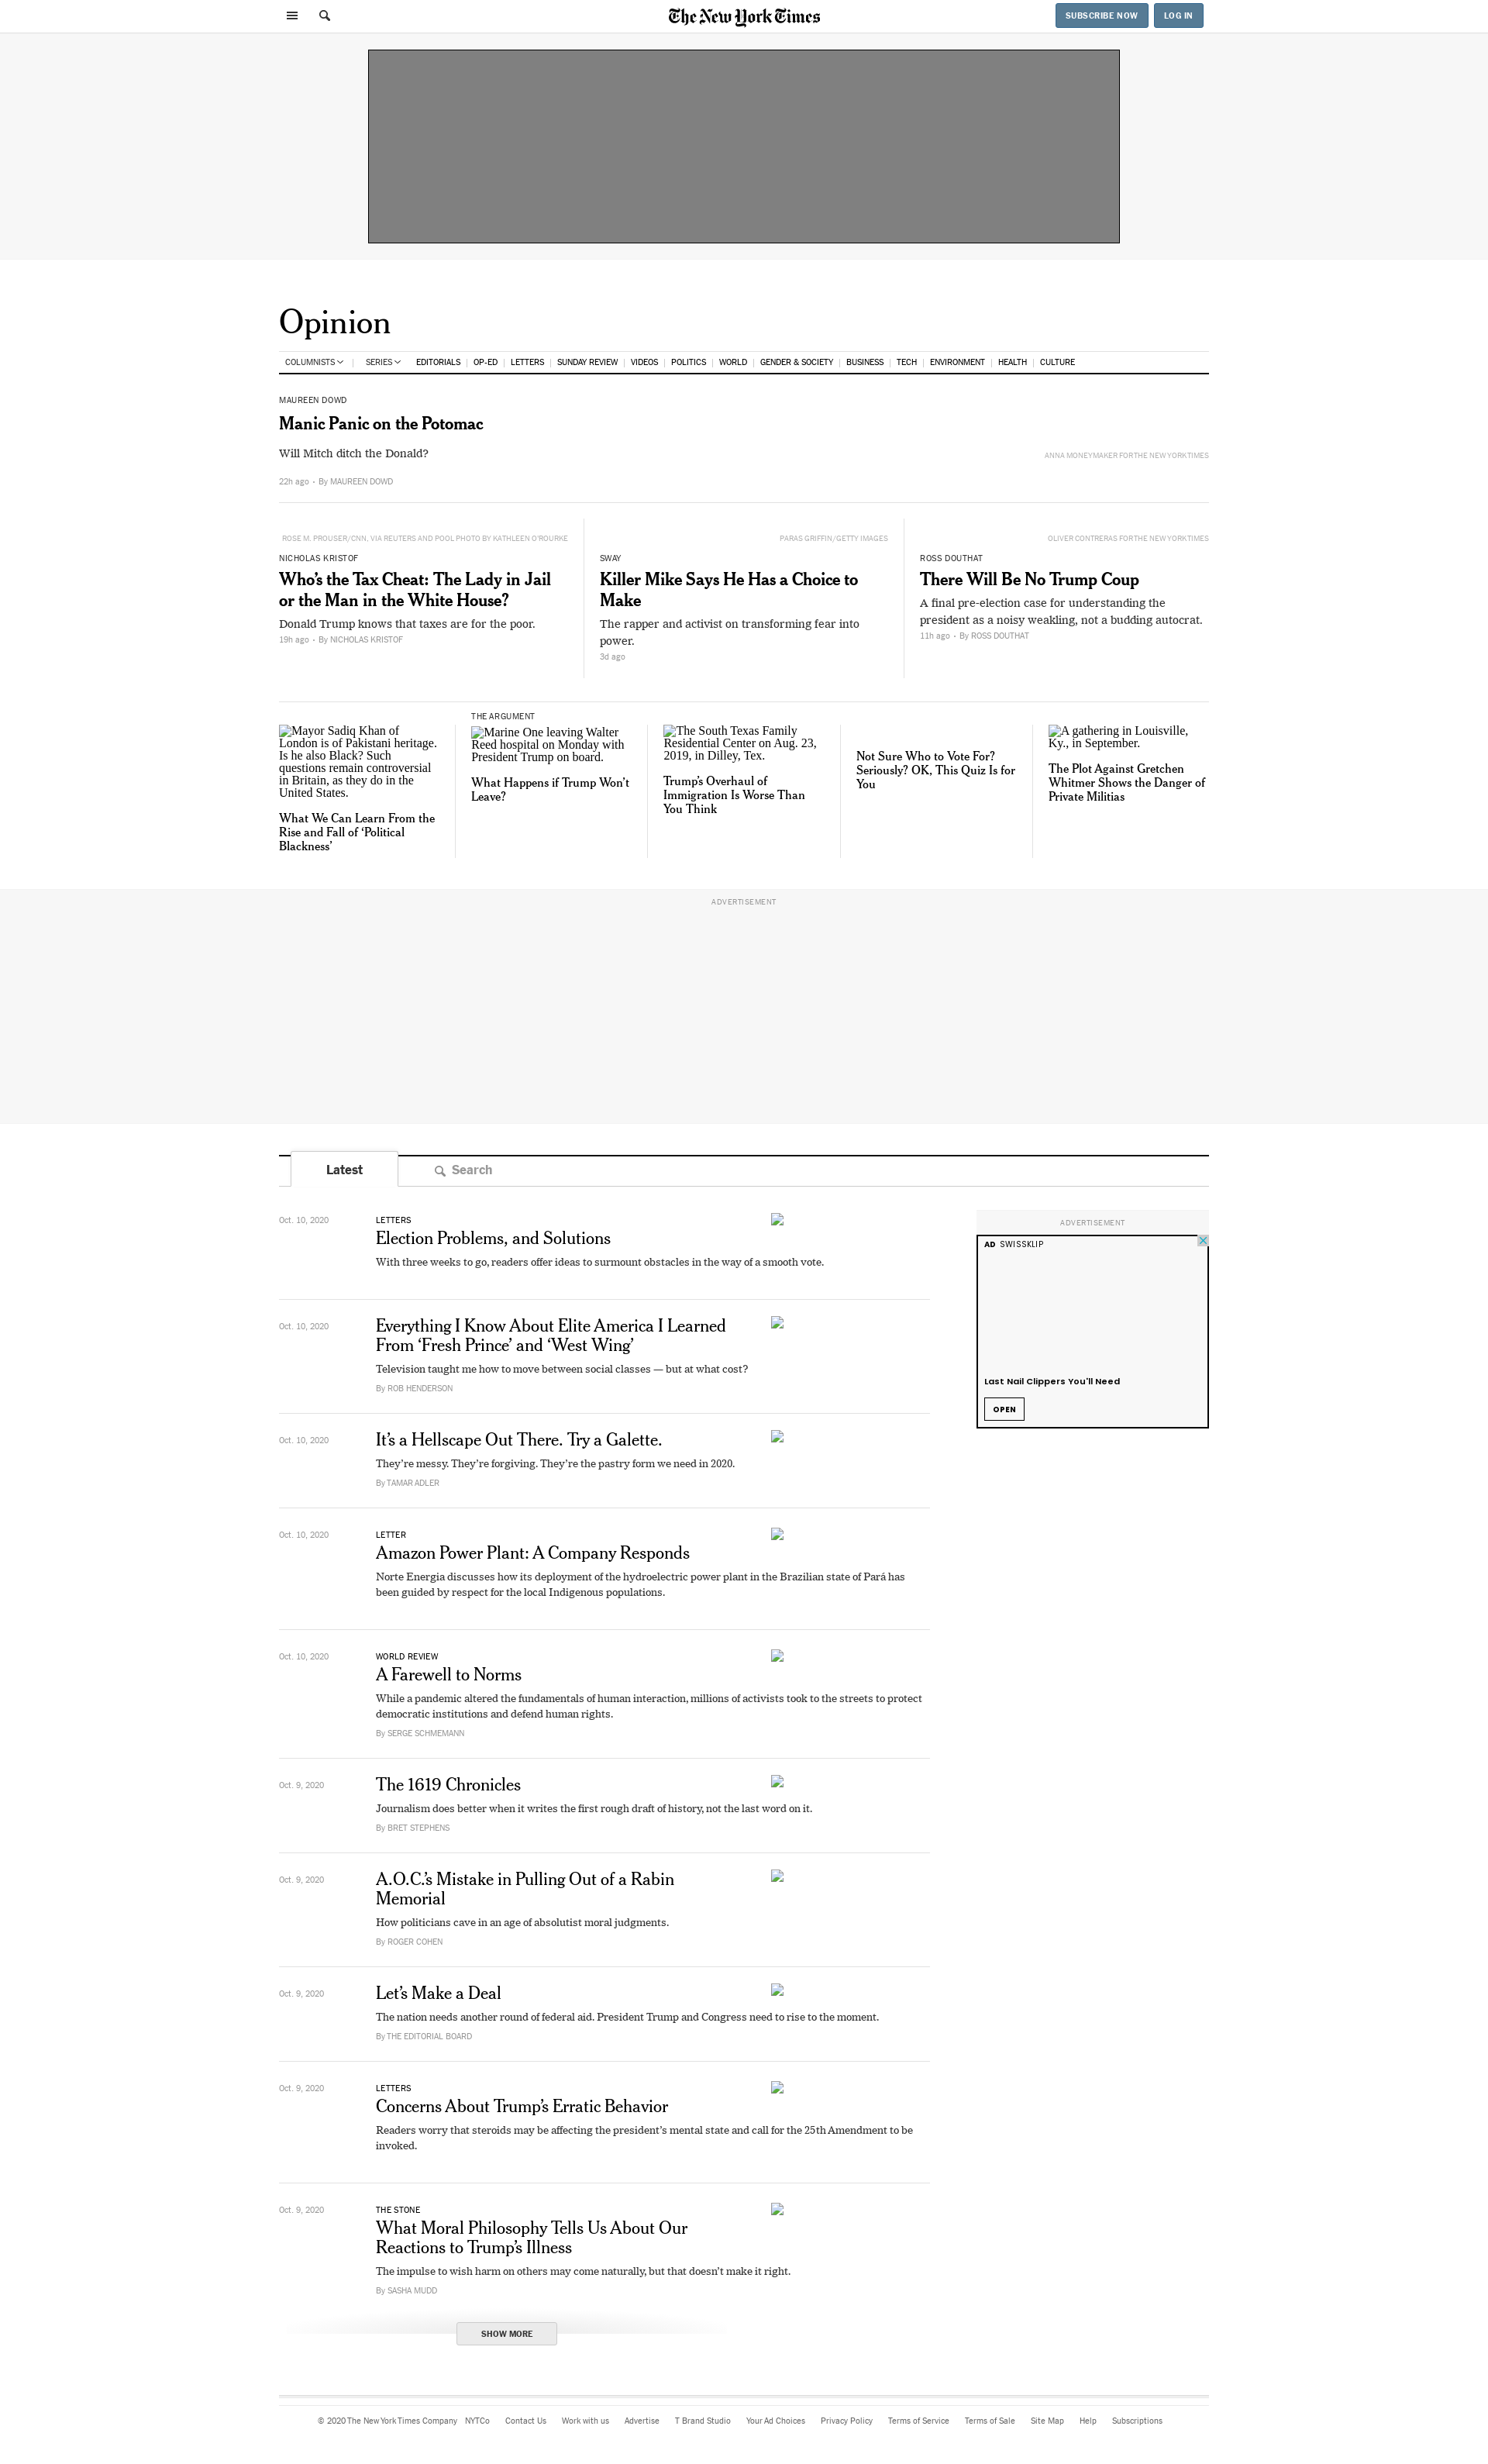 The New York Times
SUBSCRIBE NOW
LOG IN
Opinion
COLUMNISTS
SERIES
EDITORIALS
OP-ED
LETTERS
SUNDAY REVIEW
VIDEOS
POLITICS
WORLD
GENDER & SOCIETY
BUSINESS
TECH
ENVIRONMENT
HEALTH
CULTURE
MAUREEN DOWD
Manic Panic on the Potomac
Will Mitch ditch the Donald?
ANNA MONEYMAKER FOR THE NEW YORK TIMES
22h ago • By MAUREEN DOWD
ROSE M. PROUSER/CNN, VIA REUTERS AND POOL PHOTO BY KATHLEEN O'ROURKE
NICHOLAS KRISTOF
Who's the Tax Cheat: The Lady in Jail
or the Man in the White House?
Donald Trump knows that taxes are for the poor.
19h ago • By NICHOLAS KRISTOF
PARAS GRIFFIN/GETTY IMAGES
SWAY
Killer Mike Says He Has a Choice to
Make
The rapper and activist on transforming fear into
power.
3d ago
OLIVER CONTRERAS FOR THE NEW YORK TIMES
ROSS DOUTHAT
There Will Be No Trump Coup
A final pre-election case for understanding the
president as a noisy weakling, not a budding autocrat.
11h ago • By ROSS DOUTHAT
Mayor Sadiq Khan of
London is of Pakistani heritage.
Is he also Black? Such
questions remain controversial
in Britain, as they do in the
United States.
What We Can Learn From the
Rise and Fall of ‘Political
Blackness’
THE ARGUMENT
Marine One leaving Walter
Reed hospital on Monday with
President Trump on board.
What Happens if Trump Won’t
Leave?
The South Texas Family
Residential Center on Aug. 23,
2019, in Dilley, Tex.
Trump’s Overhaul of
Immigration Is Worse Than
You Think
Not Sure Who to Vote For?
Seriously? OK, This Quiz Is for
You
A gathering in Louisville,
Ky., in September.
The Plot Against Gretchen
Whitmer Shows the Danger of
Private Militias
ADVERTISEMENT
Latest
Search
Oct. 10, 2020
LETTERS
Election Problems, and Solutions
With three weeks to go, readers offer ideas to surmount obstacles in the way of a smooth vote.
Oct. 10, 2020
Everything I Know About Elite America I Learned
From ‘Fresh Prince’ and ‘West Wing’
Television taught me how to move between social classes — but at what cost?
By ROB HENDERSON
Oct. 10, 2020
It’s a Hellscape Out There. Try a Galette.
They’re messy. They’re forgiving. They’re the pastry form we need in 2020.
By TAMAR ADLER
Oct. 10, 2020
LETTER
Amazon Power Plant: A Company Responds
Norte Energia discusses how its deployment of the hydroelectric power plant in the Brazilian state of Pará has
been guided by respect for the local Indigenous populations.
Oct. 10, 2020
WORLD REVIEW
A Farewell to Norms
While a pandemic altered the fundamentals of human interaction, millions of activists took to the streets to protect
democratic institutions and defend human rights.
By SERGE SCHMEMANN
Oct. 9, 2020
The 1619 Chronicles
Journalism does better when it writes the first rough draft of history, not the last word on it.
By BRET STEPHENS
Oct. 9, 2020
A.O.C.’s Mistake in Pulling Out of a Rabin
Memorial
How politicians cave in an age of absolutist moral judgments.
By ROGER COHEN
Oct. 9, 2020
Let’s Make a Deal
The nation needs another round of federal aid. President Trump and Congress need to rise to the moment.
By THE EDITORIAL BOARD
Oct. 9, 2020
LETTERS
Concerns About Trump’s Erratic Behavior
Readers worry that steroids may be affecting the president’s mental state and call for the 25th Amendment to be
invoked.
Oct. 9, 2020
THE STONE
What Moral Philosophy Tells Us About Our
Reactions to Trump’s Illness
The impulse to wish harm on others may come naturally, but that doesn’t make it right.
By SASHA MUDD
SHOW MORE
ADVERTISEMENT
AD SWISSKLIP
Last Nail Clippers You'll Need
OPEN
© 2020 The New York Times Company
NYTCo
Contact Us
Work with us
Advertise
T Brand Studio
Your Ad Choices
Privacy Policy
Terms of Service
Terms of Sale
Site Map
Help
Subscriptions